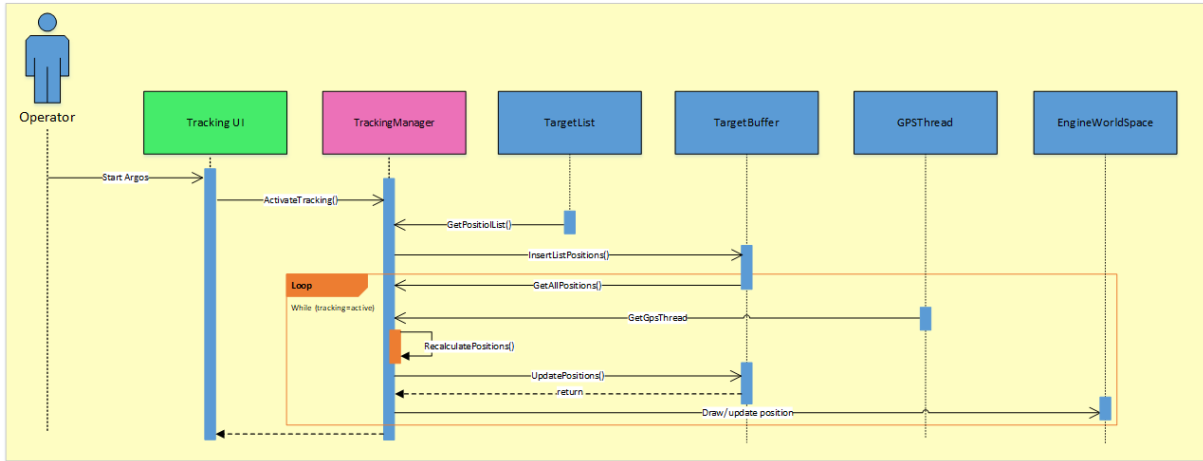 Operator
Tracking UI
TrackingManager
TargetList
TargetBuffer
GPSThread
EngineWorldSpace
Start Argos
ActivateTracking()
GetPositiolList()
InsertListPositions()
Loop
GetAllPositions()
While (tracking=active)
GetGpsThread
RecalculatePositions()
UpdatePositions()
return
Draw/update position